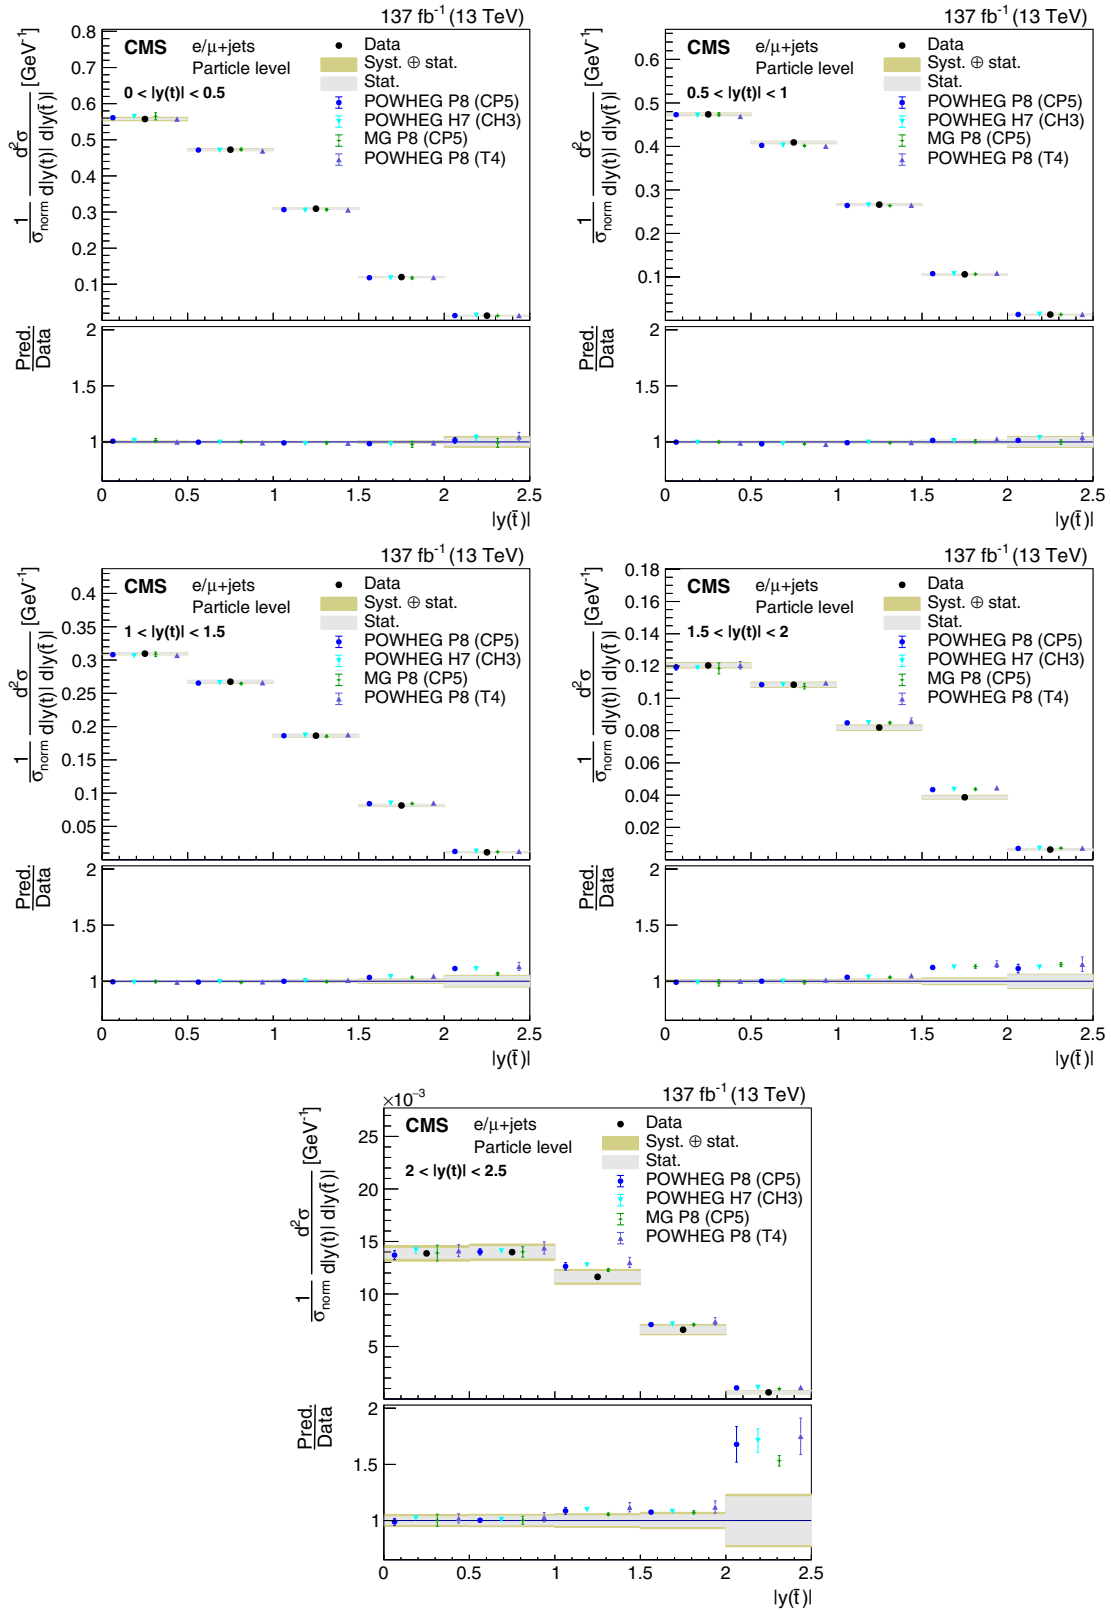 137 fb⁻¹ (13 TeV)
CMS e/μ+jets
Particle level
0 < |y(t)| < 0.5
Data
Syst. ⊕ stat.
Stat.
POWHEG P8 (CP5)
POWHEG H7 (CH3)
MG P8 (CP5)
POWHEG P8 (T4)
1/σnorm d²σ/d|y(t)| d|y(t̄)| [GeV⁻¹]
0.8
0.7
0.6
0.5
0.4
0.3
0.2
0.1
Pred./Data
2
1.5
1
0 0.5 1 1.5 2 2.5
|y(t̄)|
137 fb⁻¹ (13 TeV)
CMS e/μ+jets
Particle level
0.5 < |y(t)| < 1
Data
Syst. ⊕ stat.
Stat.
POWHEG P8 (CP5)
POWHEG H7 (CH3)
MG P8 (CP5)
POWHEG P8 (T4)
1/σnorm d²σ/d|y(t)| d|y(t̄)| [GeV⁻¹]
0.6
0.5
0.4
0.3
0.2
0.1
Pred./Data
2
1.5
1
0 0.5 1 1.5 2 2.5
|y(t̄)|
137 fb⁻¹ (13 TeV)
CMS e/μ+jets
Particle level
1 < |y(t)| < 1.5
Data
Syst. ⊕ stat.
Stat.
POWHEG P8 (CP5)
POWHEG H7 (CH3)
MG P8 (CP5)
POWHEG P8 (T4)
1/σnorm d²σ/d|y(t)| d|y(t̄)| [GeV⁻¹]
0.4
0.35
0.3
0.25
0.2
0.15
0.1
0.05
Pred./Data
2
1.5
1
0 0.5 1 1.5 2 2.5
|y(t̄)|
137 fb⁻¹ (13 TeV)
CMS e/μ+jets
Particle level
1.5 < |y(t)| < 2
Data
Syst. ⊕ stat.
Stat.
POWHEG P8 (CP5)
POWHEG H7 (CH3)
MG P8 (CP5)
POWHEG P8 (T4)
1/σnorm d²σ/d|y(t)| d|y(t̄)| [GeV⁻¹]
0.18
0.16
0.14
0.12
0.10
0.08
0.06
0.04
0.02
Pred./Data
2
1.5
1
0 0.5 1 1.5 2 2.5
|y(t̄)|
×10⁻³ 137 fb⁻¹ (13 TeV)
CMS e/μ+jets
Particle level
2 < |y(t)| < 2.5
Data
Syst. ⊕ stat.
Stat.
POWHEG P8 (CP5)
POWHEG H7 (CH3)
MG P8 (CP5)
POWHEG P8 (T4)
1/σnorm d²σ/d|y(t)| d|y(t̄)| [GeV⁻¹]
25
20
15
10
5
Pred./Data
2
1.5
1
0 0.5 1 1.5 2 2.5
|y(t̄)|